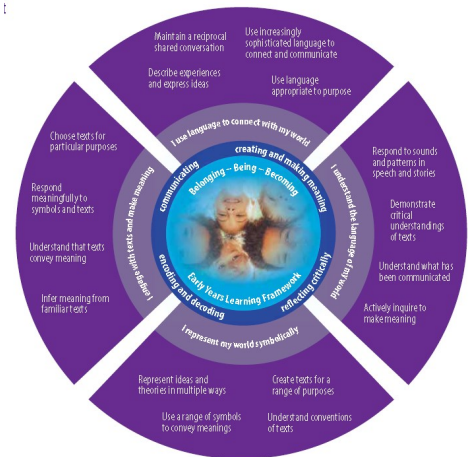 t
Maintain a reciprocal
shared conversation
Use increasingly
sophisticated language to
connect and communicate
Describe experiences
and express ideas
Use language
appropriate to purpose
I use language to connect with my world
Choose texts for
particular purposes
Respond
meaningfully to
symbols and texts
Understand that texts
convey meaning
Infer meaning from
familiar texts
I engage with texts and make meaning
communicating
creating and making meaning
Belonging – Being – Becoming
Early Years Learning Framework
encoding and decoding
reflecting critically
I understand the language of my world
Respond to sounds
and patterns in
speech and stories
Demonstrate
critical
understandings
of texts
Understand what has
been communicated
Actively inquire to
make meaning
I represent my world symbolically
Represent ideas and
theories in multiple ways
Create texts for a
range of purposes
Use a range of symbols
to convey meanings
Understand conventions
of texts